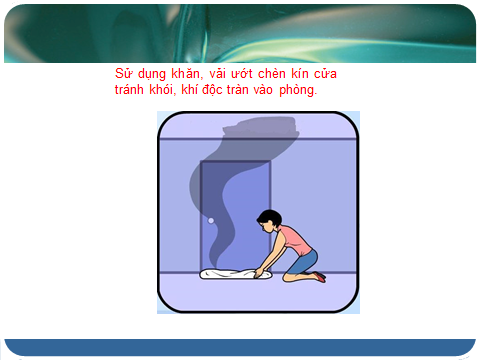 Sử dụng khăn, vải ướt chèn kín cửa
tránh khói, khí độc tràn vào phòng.